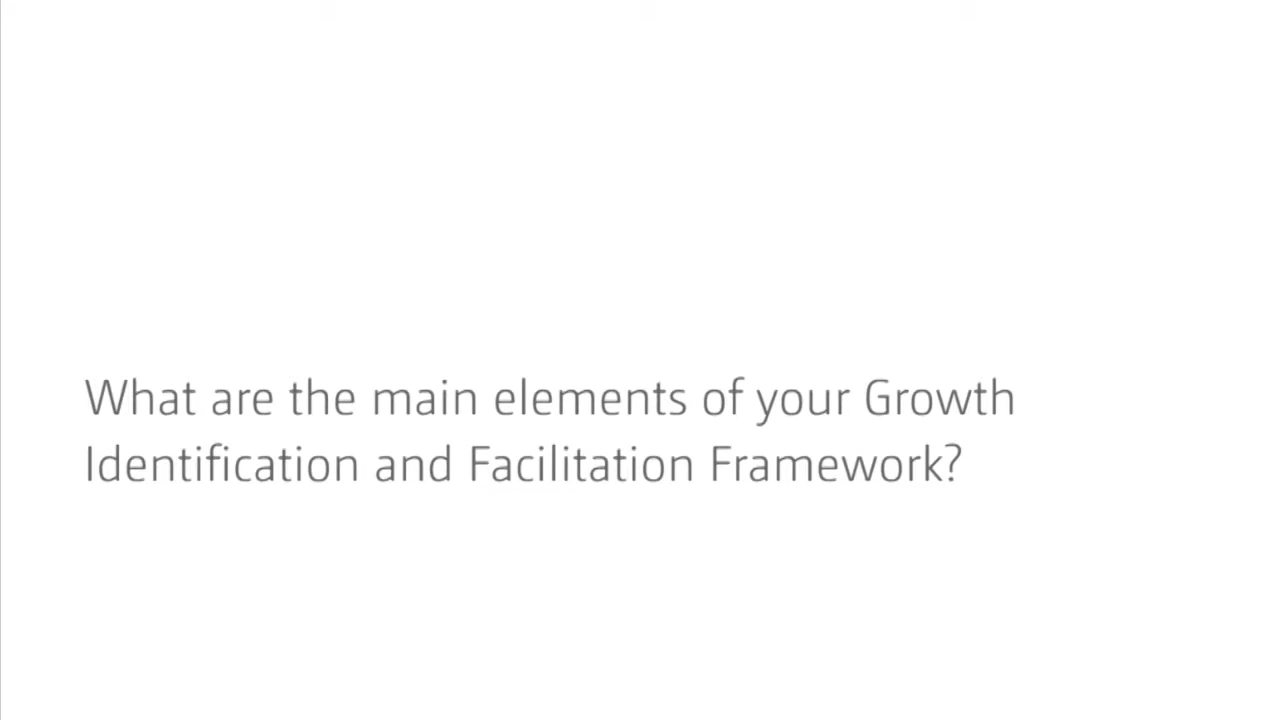 What are the main elements of your Growth
Identification and Facilitation Framework?